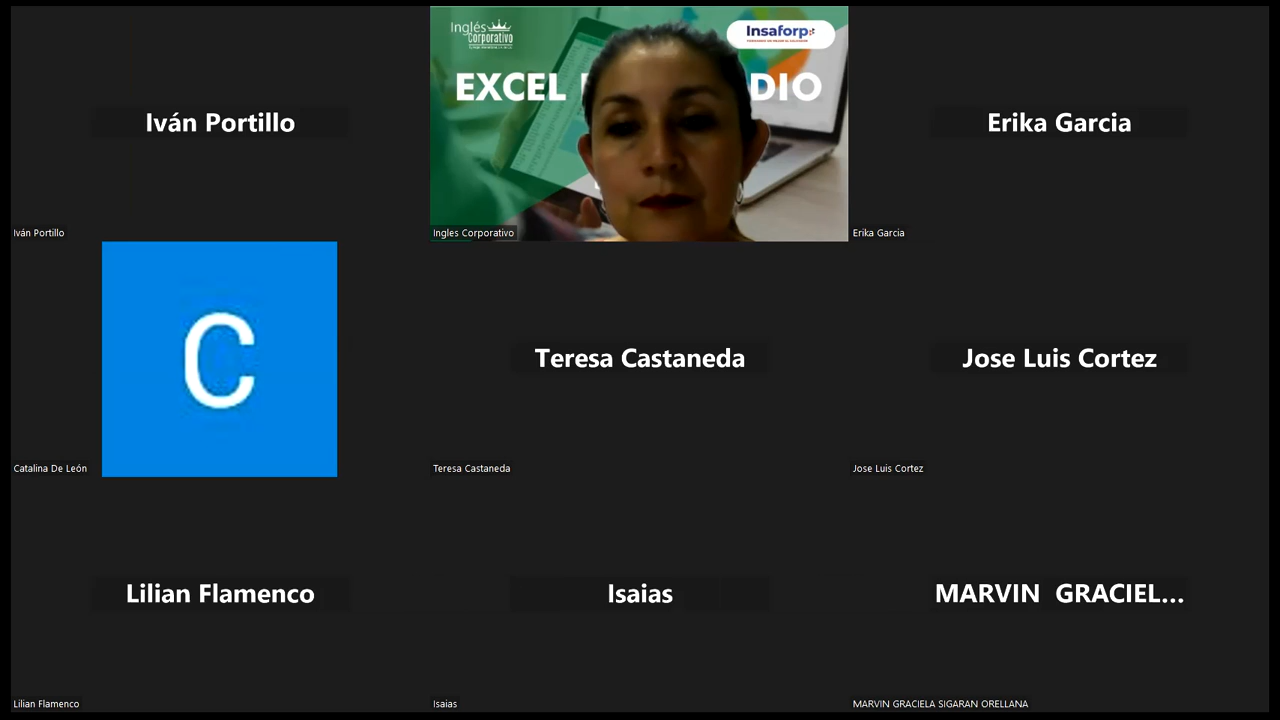 Iván Portillo
Iván Portillo
Inglés
Corporativo
Insaforp
EXCEL
DIO
Ingles Corporativo
Erika Garcia
Erika Garcia
C
Catalina De León
Teresa Castaneda
Teresa Castaneda
Jose Luis Cortez
Jose Luis Cortez
Lilian Flamenco
Lilian Flamenco
Isaias
Isaias
MARVIN GRACIEL...
MARVIN GRACIELA SIGARAN ORELLANA